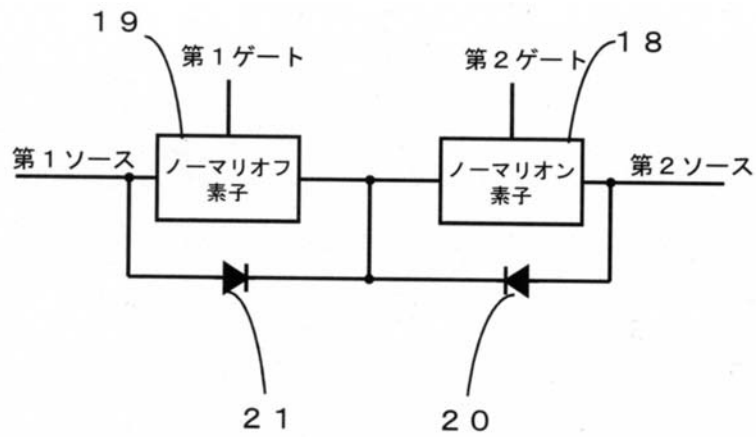 19
第1ゲート
第2ゲート
18
第1ソース
ノーマリオフ
素子
ノーマリオン
素子
第2ソース
21
20